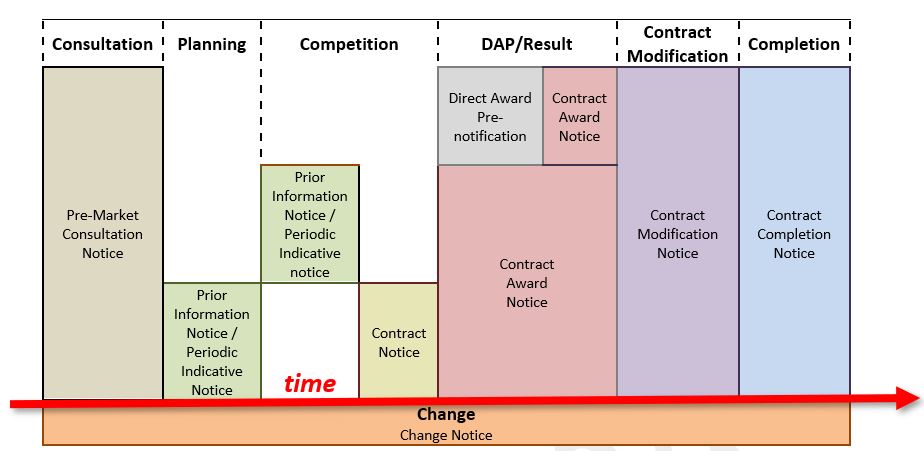 Consultation
Planning
Competition
DAP/Result
Contract
Modification
Completion
Direct Award
Pre-
notification
Contract
Award
Notice
Pre-Market
Consultation
Notice
Prior
Information
Notice /
Periodic
Indicative
notice
Contract
Modification
Notice
Contract
Completion
Notice
Contract
Award
Notice
Prior
Information
Notice /
Periodic
Indicative
Notice
Contract
Notice
time
Change
Change Notice